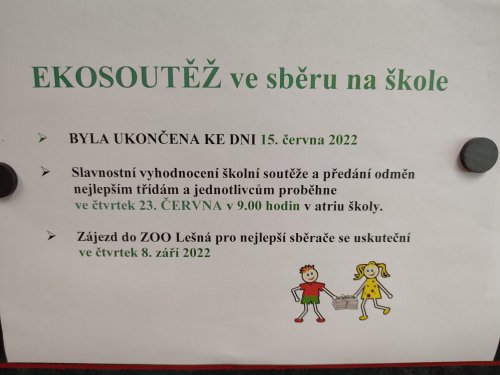 EKOSOUTĚŽ ve sběru na škole
BYLA UKONČENA KE DNI 15. června 2022
Slavnostní vyhodnocení školní soutěže a předání odměn
nejlepším třídám a jednotlivcům proběhne
ve čtvrtek 23. ČERVNA v 9.00 hodin v atriu školy.
Zájezd do ZOO Lešná pro nejlepší sběrače se uskuteční
ve čtvrtek 8. září 2022